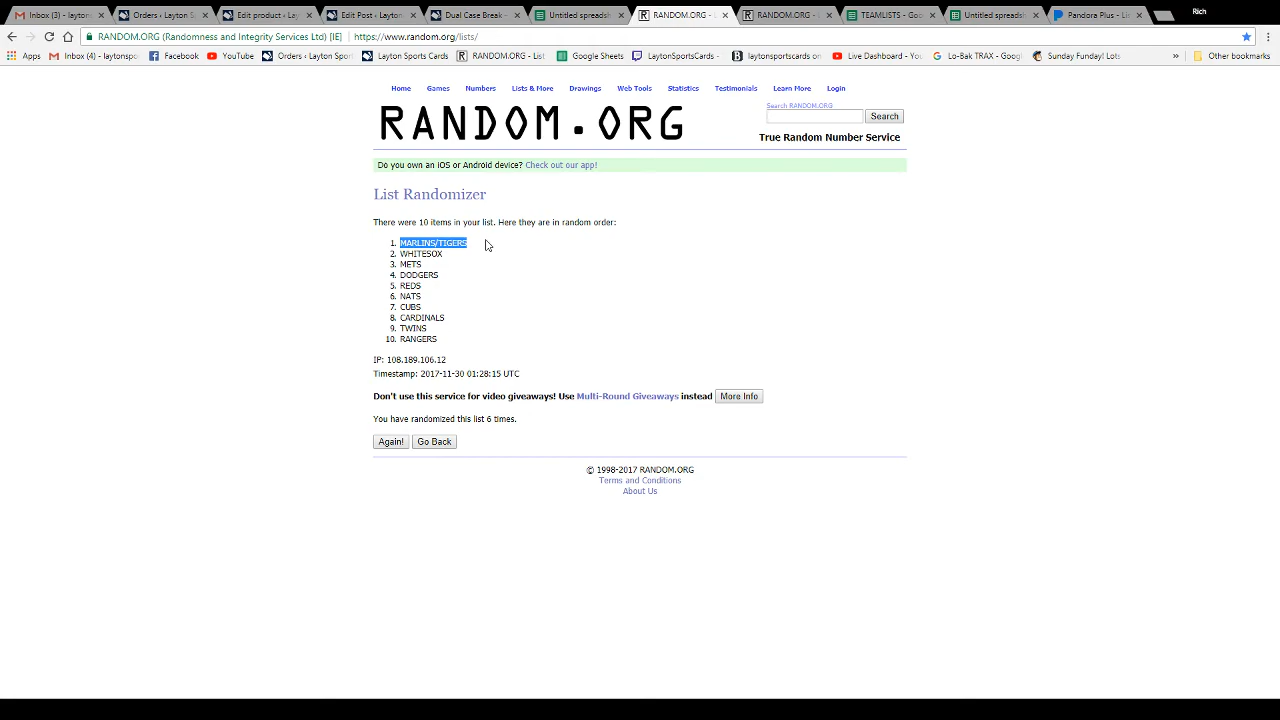 Inbox (3) - laytons
Orders ‹ Layton S
Edit product ‹ Lay
Edit Post ‹ Layton
Dual Case Break –
Untitled spreadsh
RANDOM.ORG -
RANDOM.ORG -
TEAMLISTS - Goo
Untitled spreadsh
Pandora Plus - Li
Rich
RANDOM.ORG (Randomness and Integrity Services Ltd) [IE]
https://www.random.org/lists/
Apps
Inbox (4) - laytons
Facebook
YouTube
Orders ‹ Layton Spor
Layton Sports Cards
RANDOM.ORG - List
Google Sheets
LaytonSportsCards
laytonsportscards on
Live Dashboard - You
Lo-Bak TRAX - Googl
Sunday Funday! Lots
»
Other bookmarks
Home
Games
Numbers
Lists & More
Drawings
Web Tools
Statistics
Testimonials
Learn More
Login
RANDOM.ORG
Search RANDOM.ORG
Search
True Random Number Service
Do you own an iOS or Android device? Check out our app!
List Randomizer
There were 10 items in your list. Here they are in random order:
1. MARLINS/TIGERS
2. WHITESOX
3. METS
4. DODGERS
5. REDS
6. NATS
7. CUBS
8. CARDINALS
9. TWINS
10. RANGERS
IP: 108.189.106.12
Timestamp: 2017-11-30 01:28:15 UTC
Don't use this service for video giveaways! Use Multi-Round Giveaways instead
More Info
You have randomized this list 6 times.
Again!
Go Back
© 1998-2017 RANDOM.ORG
Terms and Conditions
About Us